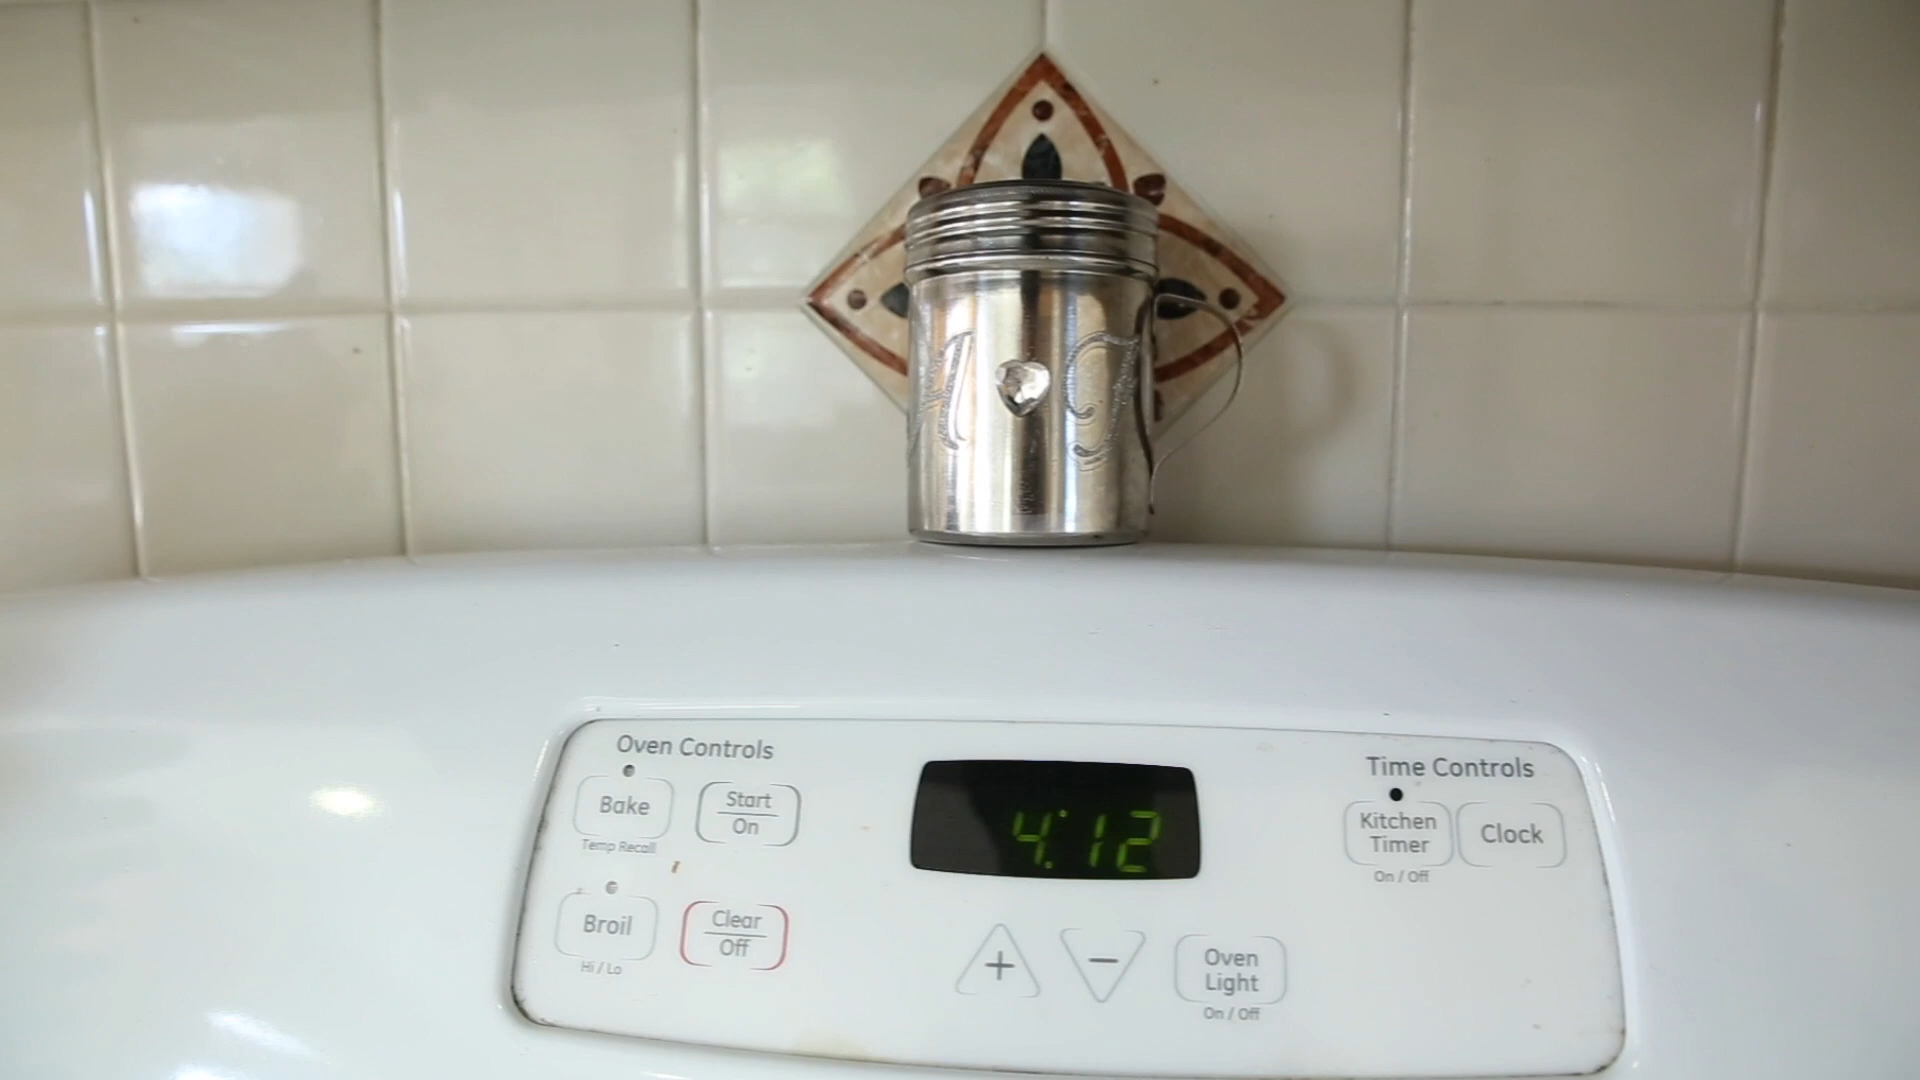 A T
Oven Controls
Bake
Temp Recall
Start
On
Broil
Hi / Lo
Clear
Off
4:12
+
−
Oven
Light
On / Off
Time Controls
Kitchen
Timer
On / Off
Clock